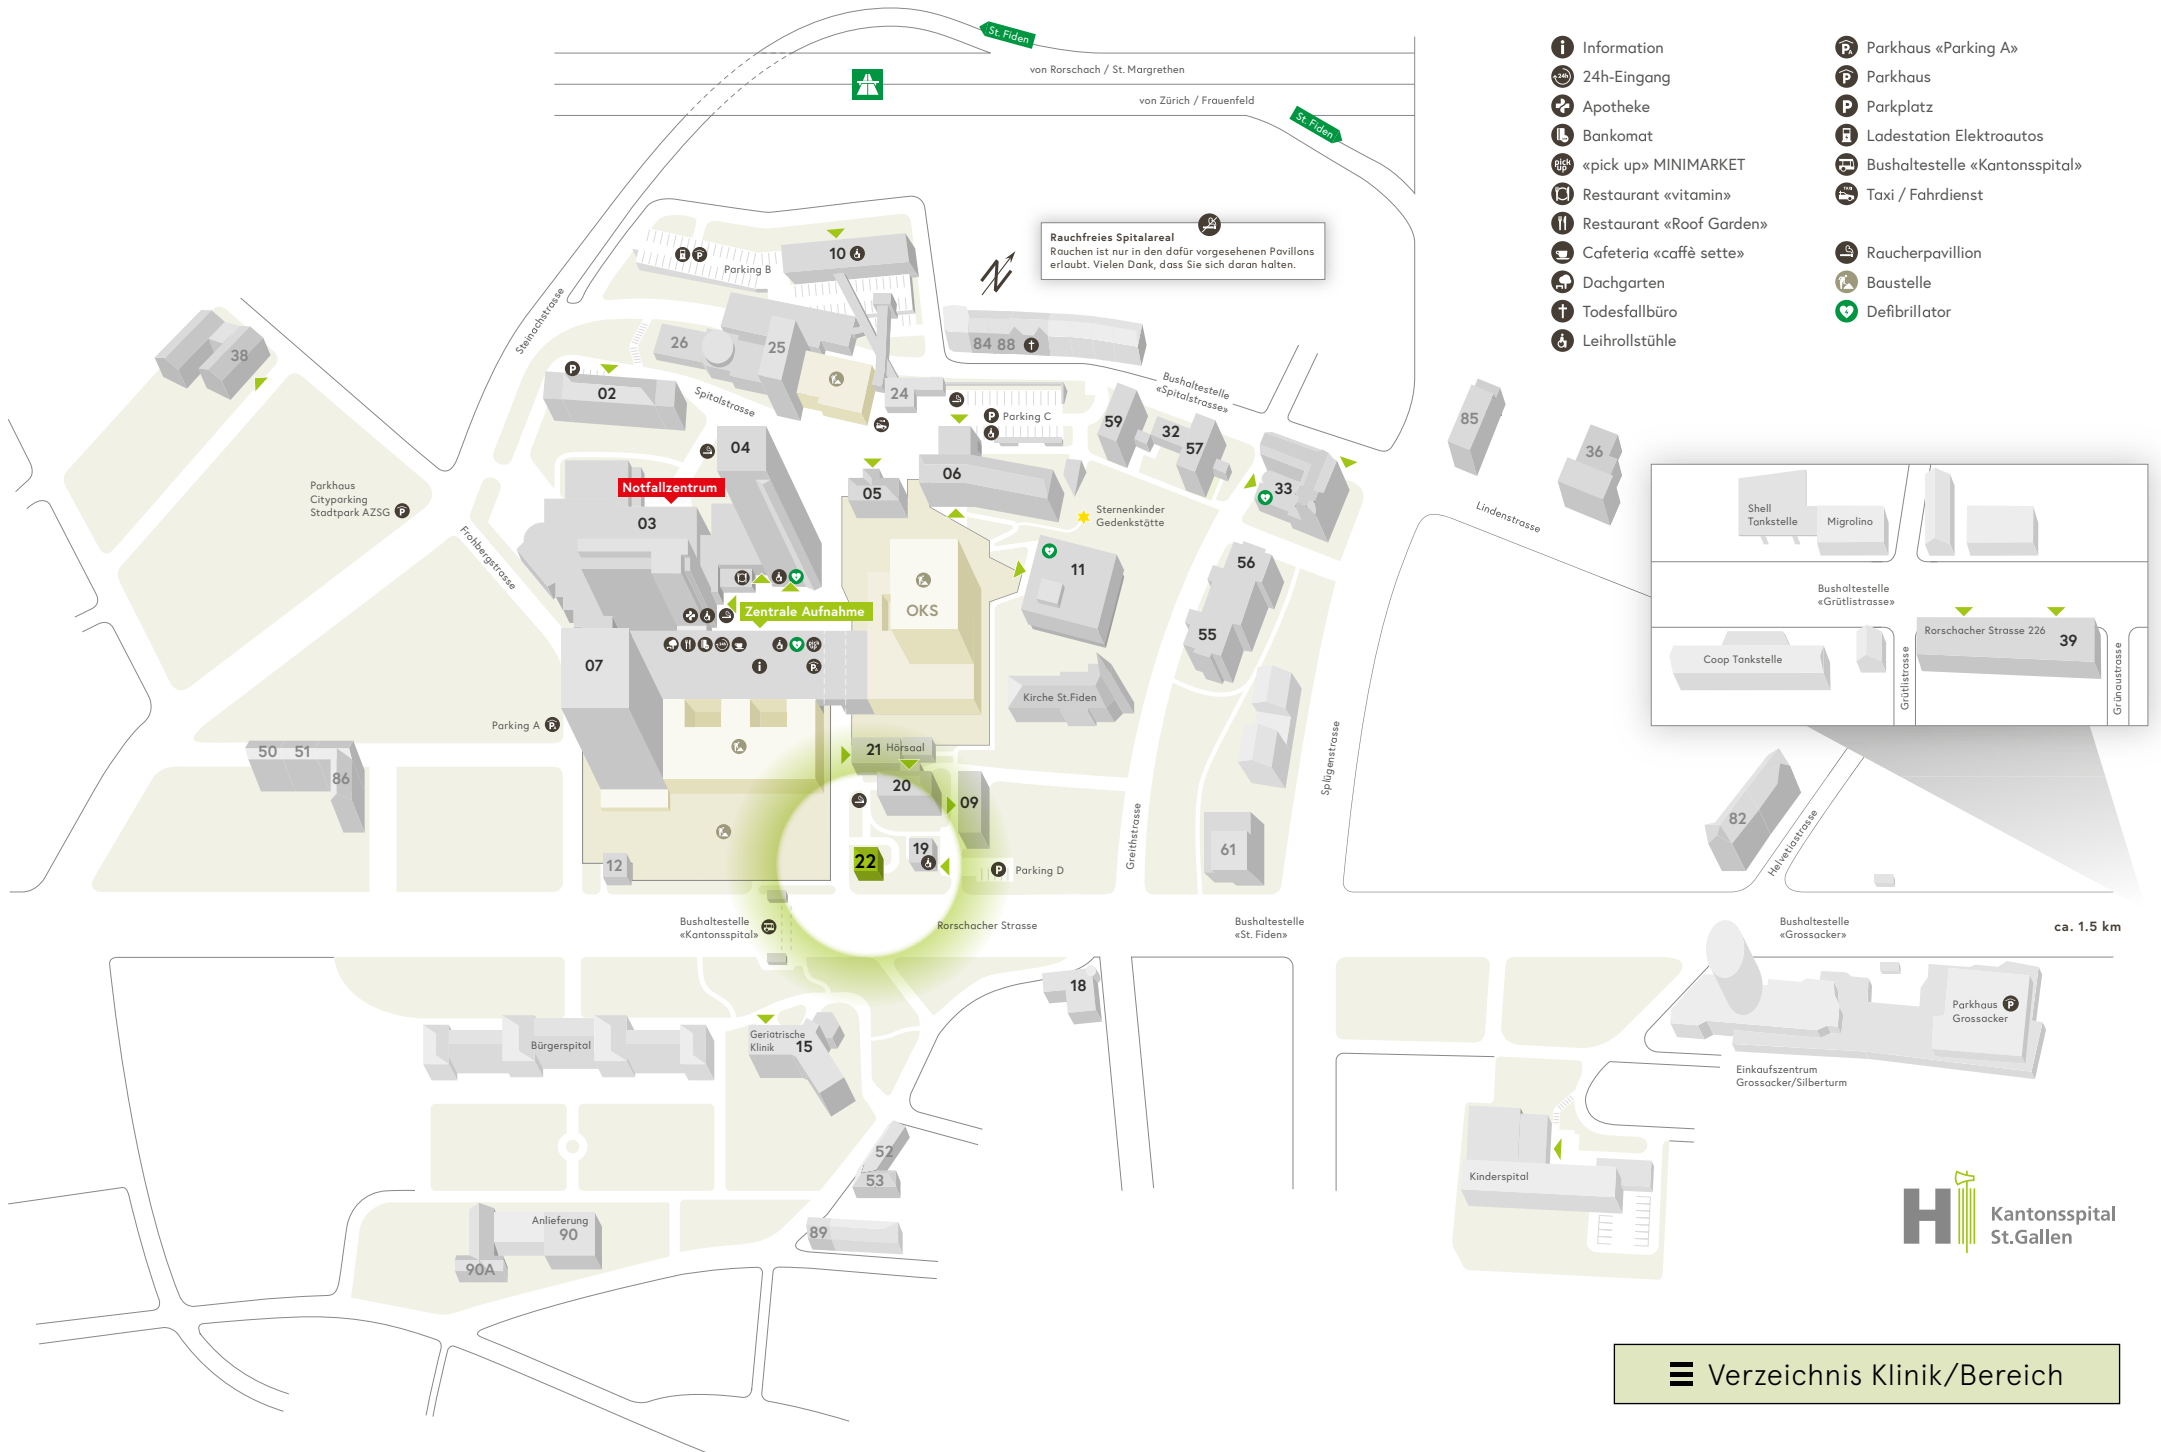 St. Fiden
von Rorschach / St. Margrethen
von Zürich / Frauenfeld
St. Fiden
Information
24h-Eingang
Apotheke
Bankomat
«pick up» MINIMARKET
Restaurant «vitamin»
Restaurant «Roof Garden»
Cafeteria «caffè sette»
Dachgarten
Todesfallbüro
Leihrollstühle
Parkhaus «Parking A»
Parkhaus
Parkplatz
Ladestation Elektroautos
Bushaltestelle «Kantonsspital»
Taxi / Fahrdienst
Raucherpavillion
Baustelle
Defibrillator
Rauchfreies Spitalareal
Rauchen ist nur in den dafür vorgesehenen Pavillons
erlaubt. Vielen Dank, dass Sie sich daran halten.
N
10
Parking B
Steinachstrasse
38
26
25
84 88
02
Spitalstrasse
24
Bushaltestelle
«Spitalstrasse»
Parking C
59
32
57
85
36
04
06
05
33
Notfallzentrum
03
Parkhaus
Cityparking
Stadtpark AZSG
Frohbergstrasse
Sternenkinder
Gedenkstätte
Lindenstrasse
11
56
55
OKS
Zentrale Aufnahme
07
Kirche St.Fiden
Parking A
Shell
Tankstelle
Migrolino
Bushaltestelle
«Grütlistrasse»
Rorschacher Strasse 226
39
Coop Tankstelle
Grütlistrasse
Grünaustrasse
50 51
86
21 Hörsaal
20
09
Splügenstrasse
Greithstrasse
82
Helvetiastrasse
61
12
22
19
Parking D
Bushaltestelle
«Kantonsspital»
Rorschacher Strasse
Bushaltestelle
«St. Fiden»
Bushaltestelle
«Grossacker»
ca. 1.5 km
18
Parkhaus
Grossacker
Geriatrische
Klinik
15
Bürgerspital
Einkaufszentrum
Grossacker/Silberturm
52
53
Kinderspital
89
Anlieferung
90
90A
Kantonsspital
St.Gallen
Verzeichnis Klinik/Bereich